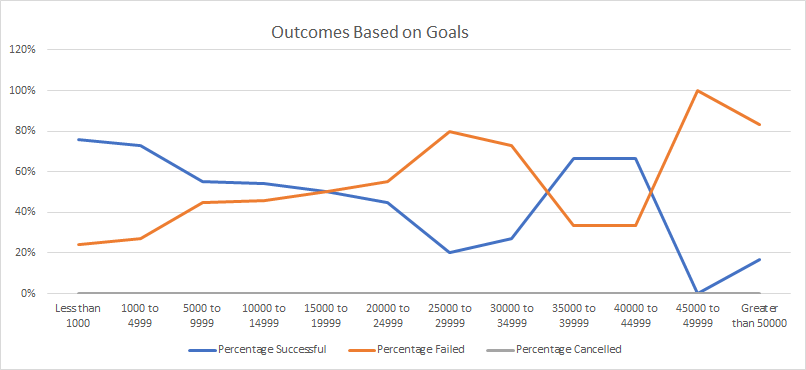 Outcomes Based on Goals
120%
100%
80%
60%
40%
20%
0%
Less than 1000 to 5000 to 10000 to 15000 to 20000 to 25000 to 30000 to 35000 to 40000 to 45000 to Greater
1000 4999 9999 14999 19999 24999 29999 34999 39999 44999 49999 than 50000
Percentage Successful Percentage Failed Percentage Cancelled